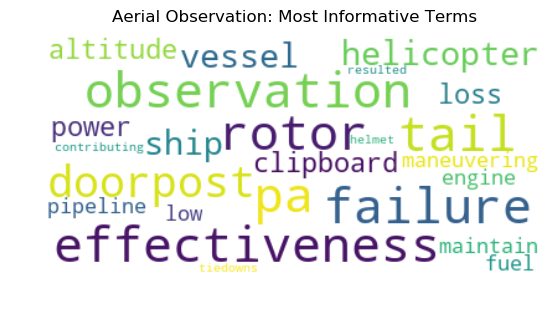 Aerial Observation: Most Informative Terms
altitude vessel helicopter
resulted
observation loss
power rotor tail
contributing ship helmet
clipboard maneuvering
doorpost pa engine
pipeline low failure
effectiveness maintain
tiedowns fuel